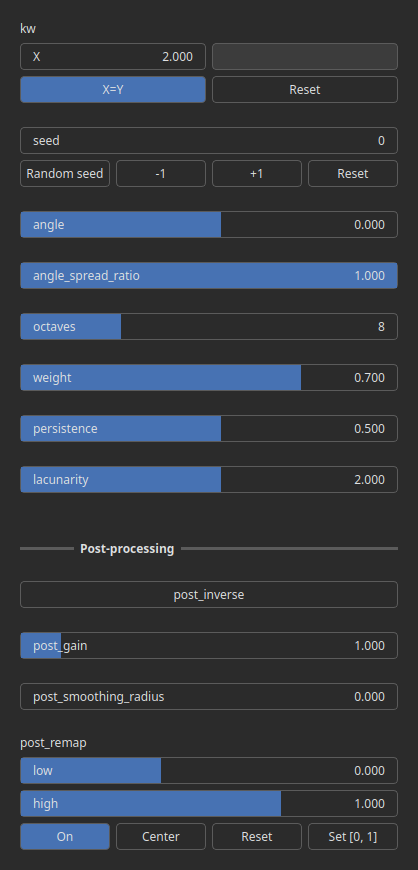 kw
X 2.000
X=Y Reset
seed 0
Random seed -1 +1 Reset
angle 0.000
angle_spread_ratio 1.000
octaves 8
weight 0.700
persistence 0.500
lacunarity 2.000
Post-processing
post_inverse
post_gain 1.000
post_smoothing_radius 0.000
post_remap
low 0.000
high 1.000
On Center Reset Set [0, 1]